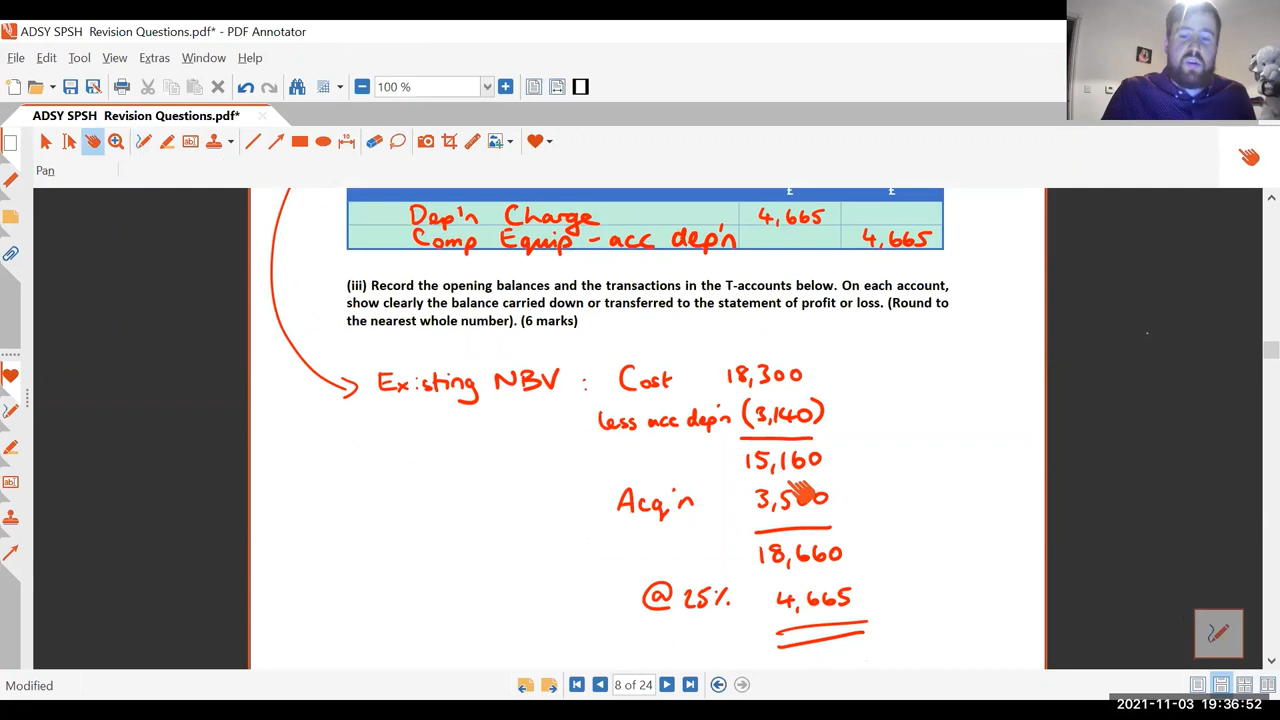 ADSY SPSH Revision Questions.pdf* - PDF Annotator
File Edit Tool View Extras Window Help
100 %
ADSY SPSH Revision Questions.pdf*
10
Pan
£ £
Dep'n Charge 4,665
Comp Equip - acc dep'n 4,665
(iii) Record the opening balances and the transactions in the T-accounts below. On each account,
show clearly the balance carried down or transferred to the statement of profit or loss. (Round to
the nearest whole number). (6 marks)
Existing NBV : Cost 18,300
less acc dep'n (3,140)
15,160
Acq'n 3,500
18,660
@ 25% 4,665
8 of 24
Modified
2021-11-03 19:36:52